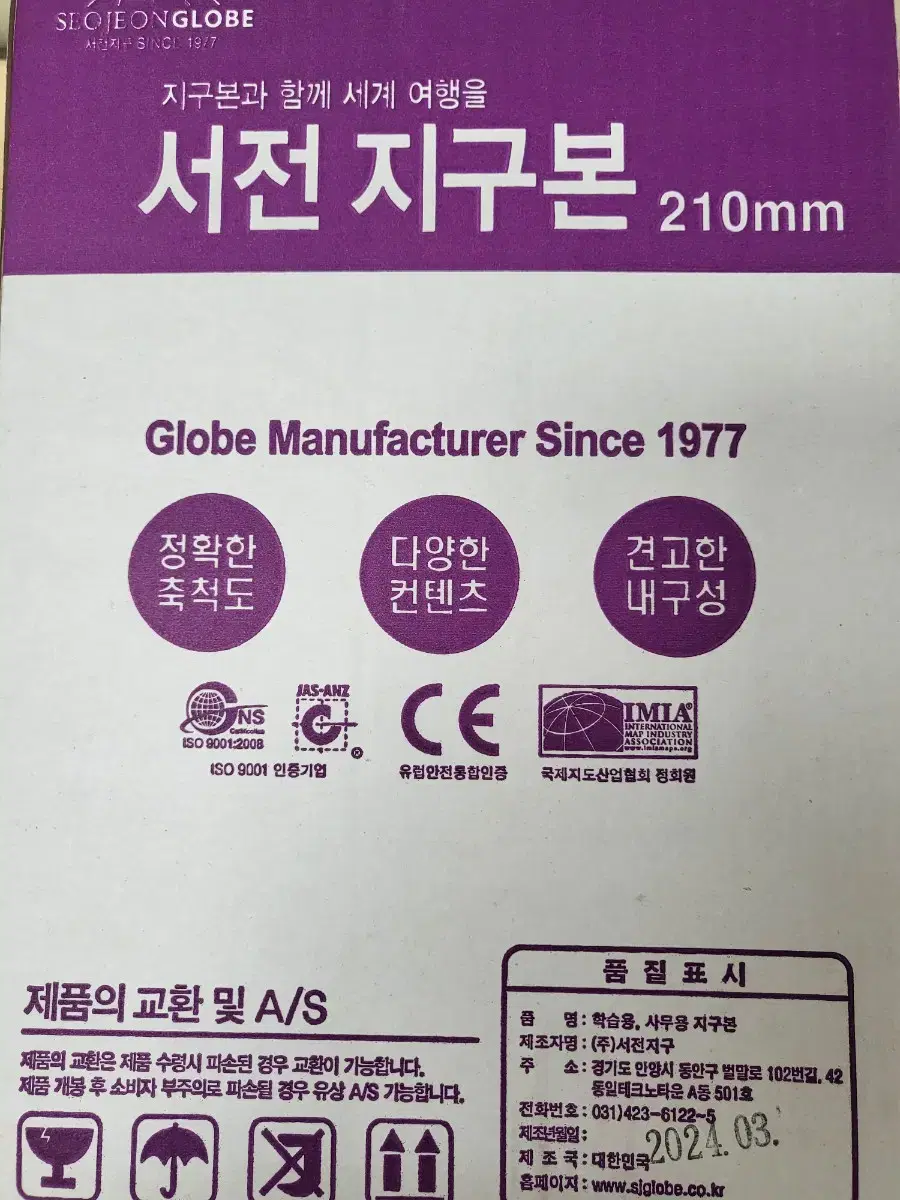 SEOJEONGLOBE
서전지구 SINCE 1977
지구본과 함께 세계 여행을
서전 지구본 210mm
Globe Manufacturer Since 1977
정확한
축척도
다양한
컨텐츠
견고한
내구성
GNS
Certification
ISO 9001:2008
JAS-ANZ
ISO 9001 인증기업
CE
유럽안전통합인증
IMIA®
INTERNATIONAL
MAP INDUSTRY
ASSOCIATION
www.imiamaps.org
국제지도산업협회 정회원
제품의 교환 및 A/S
제품의 교환은 제품 수령시 파손된 경우 교환이 가능합니다.
제품 개봉 후 소비자 부주의로 파손될 경우 유상 A/S 가능합니다.
품 질 표 시
품 명 : 학습용, 사무용 지구본
제조자명 : (주)서전지구
주 소 : 경기도 안양시 동안구 벌말로 102번길, 42
동일테크노타운 A동 501호
전화번호 : 031)423-6122~5
제조년월일 : 2024.03.
제 조 국 : 대한민국
홈페이지 : www.sjglobe.co.kr